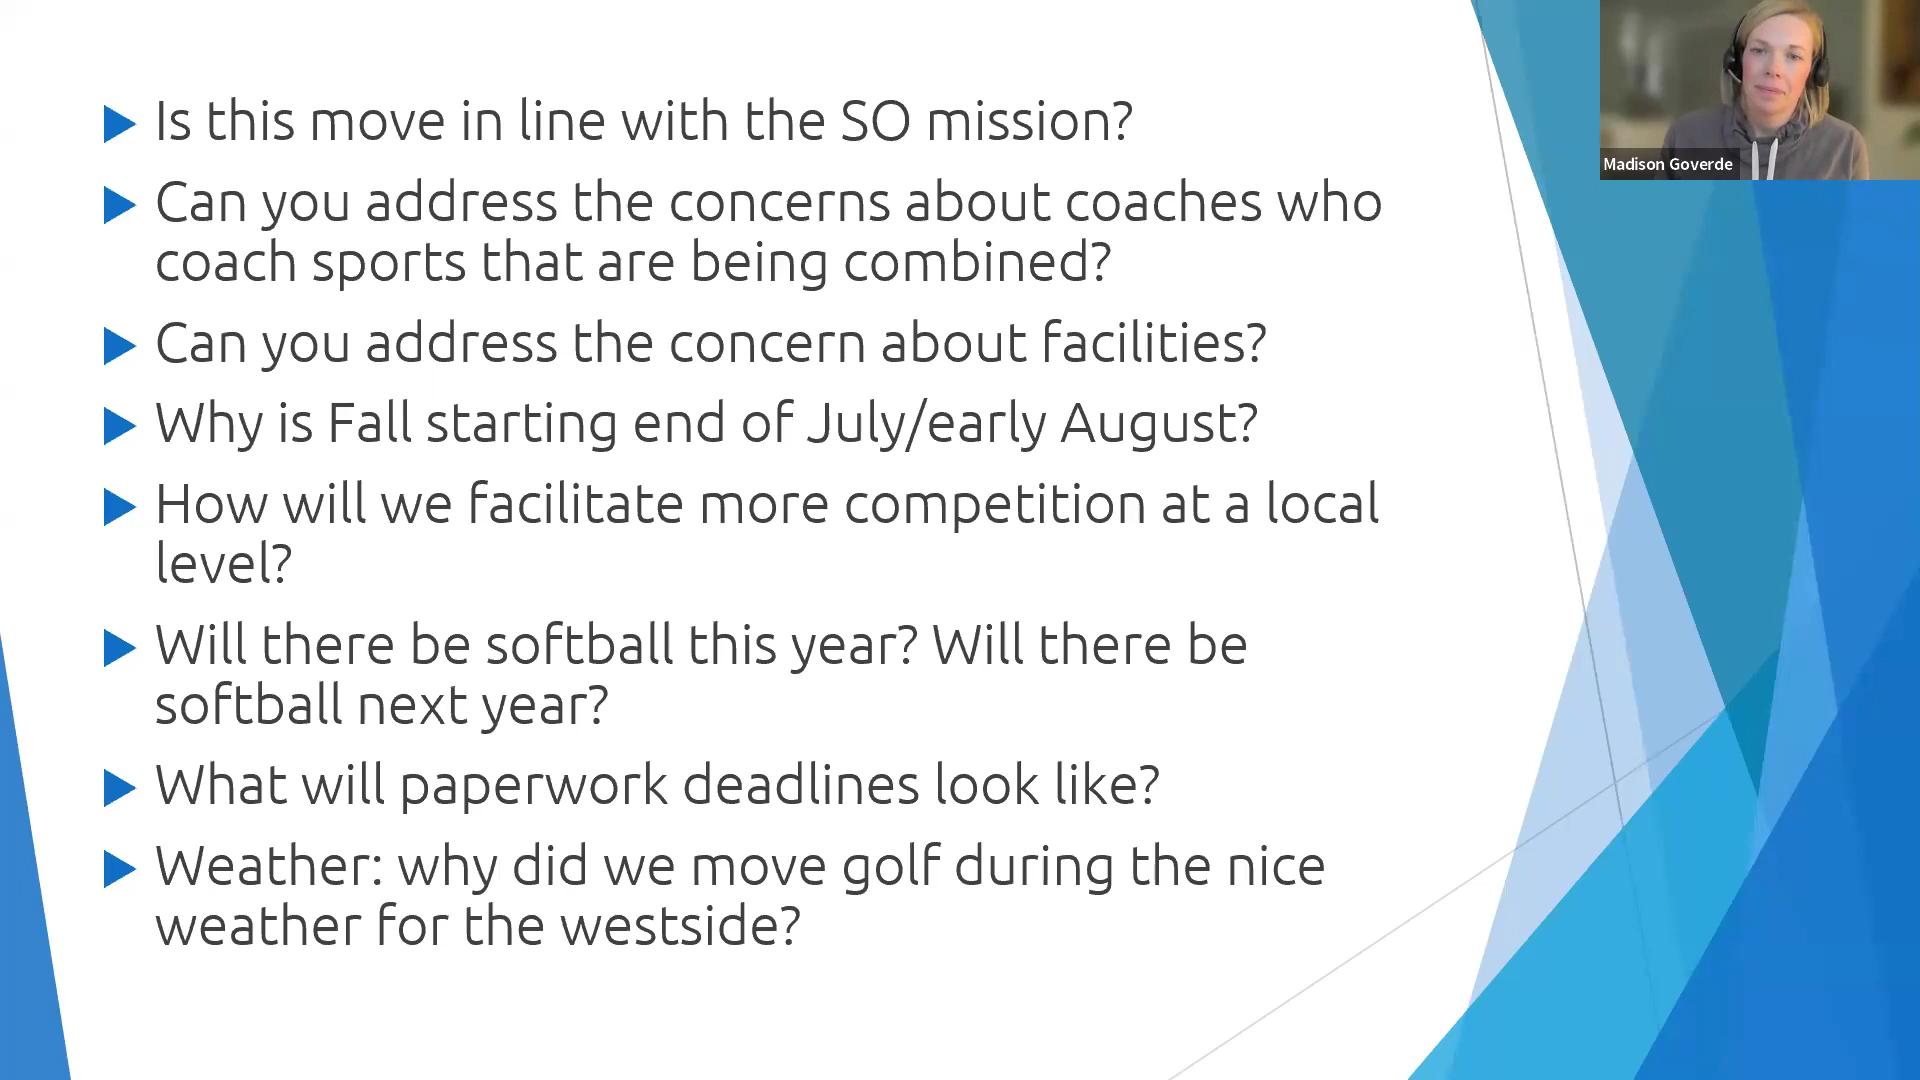 Is this move in line with the SO mission?
Can you address the concerns about coaches who
coach sports that are being combined?
Can you address the concern about facilities?
Why is Fall starting end of July/early August?
How will we facilitate more competition at a local
level?
Will there be softball this year? Will there be
softball next year?
What will paperwork deadlines look like?
Weather: why did we move golf during the nice
weather for the westside?
Madison Goverde